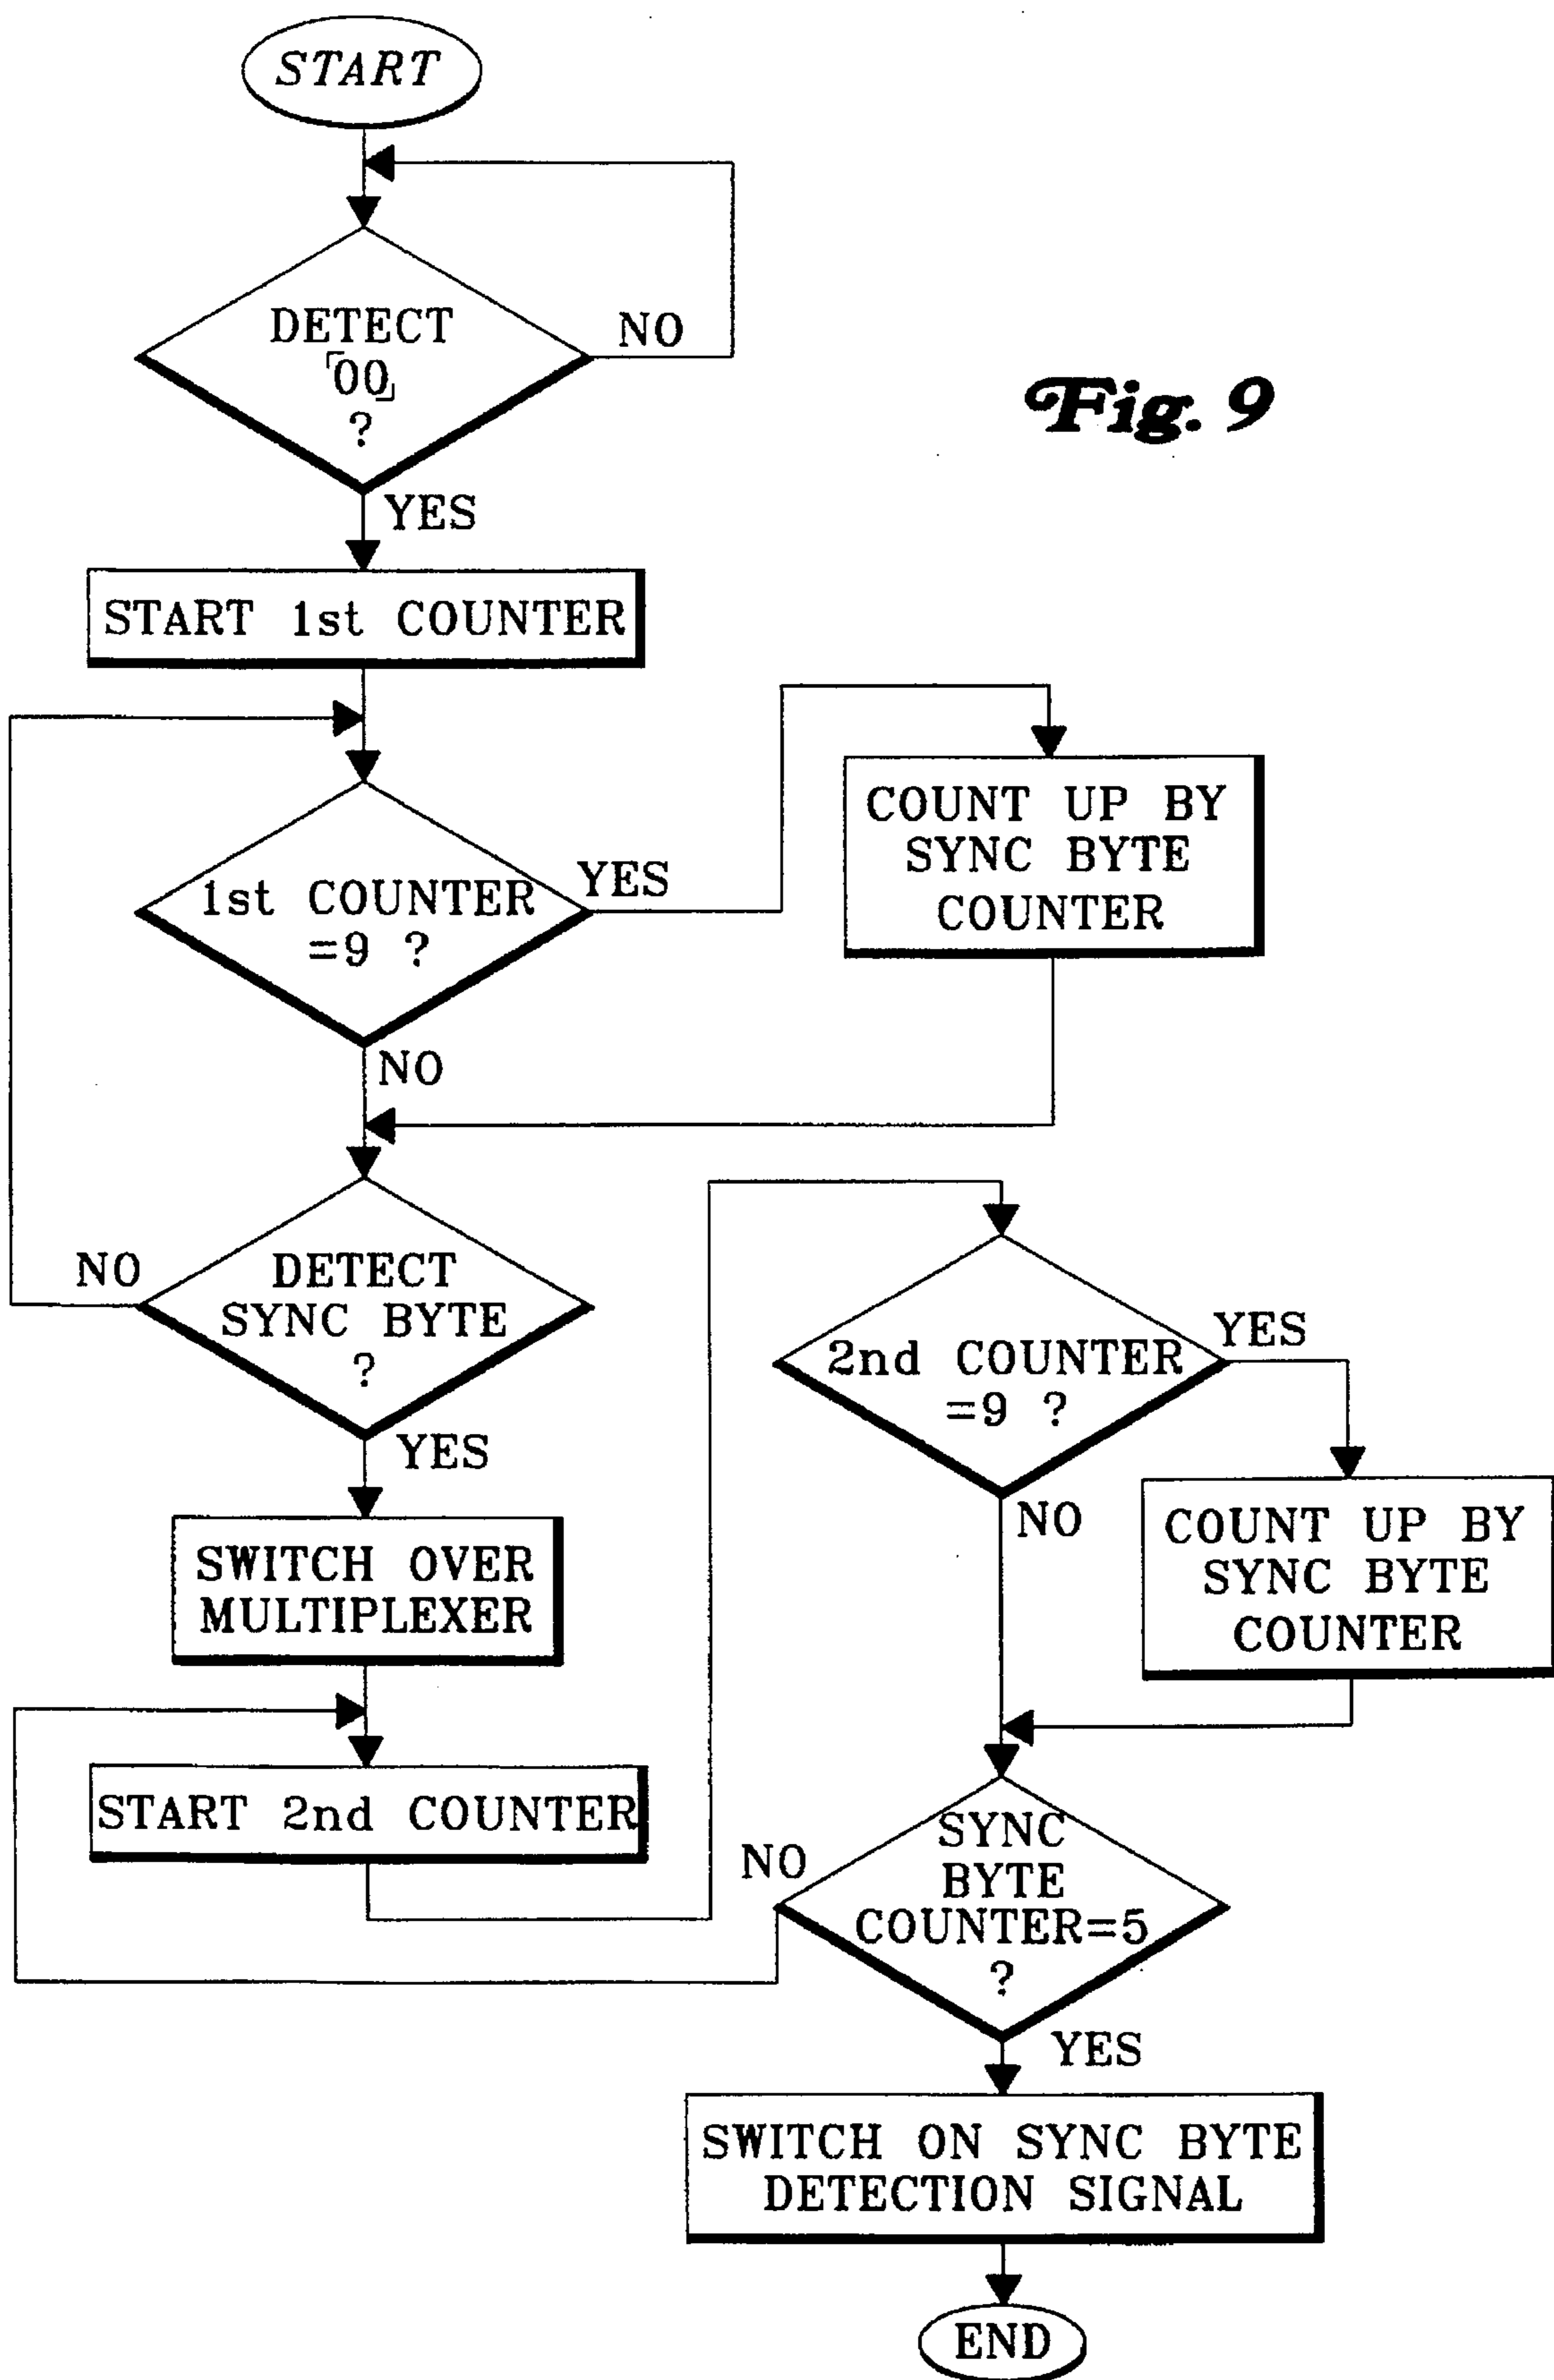 START
DETECT
「00」
?
NO
YES
Fig. 9
START 1st COUNTER
1st COUNTER
=9 ?
YES
NO
COUNT UP BY
SYNC BYTE
COUNTER
DETECT
SYNC BYTE
?
NO
YES
SWITCH OVER
MULTIPLEXER
START 2nd COUNTER
2nd COUNTER
=9 ?
YES
NO
COUNT UP BY
SYNC BYTE
COUNTER
SYNC
BYTE
COUNTER=5
?
NO
YES
SWITCH ON SYNC BYTE
DETECTION SIGNAL
END